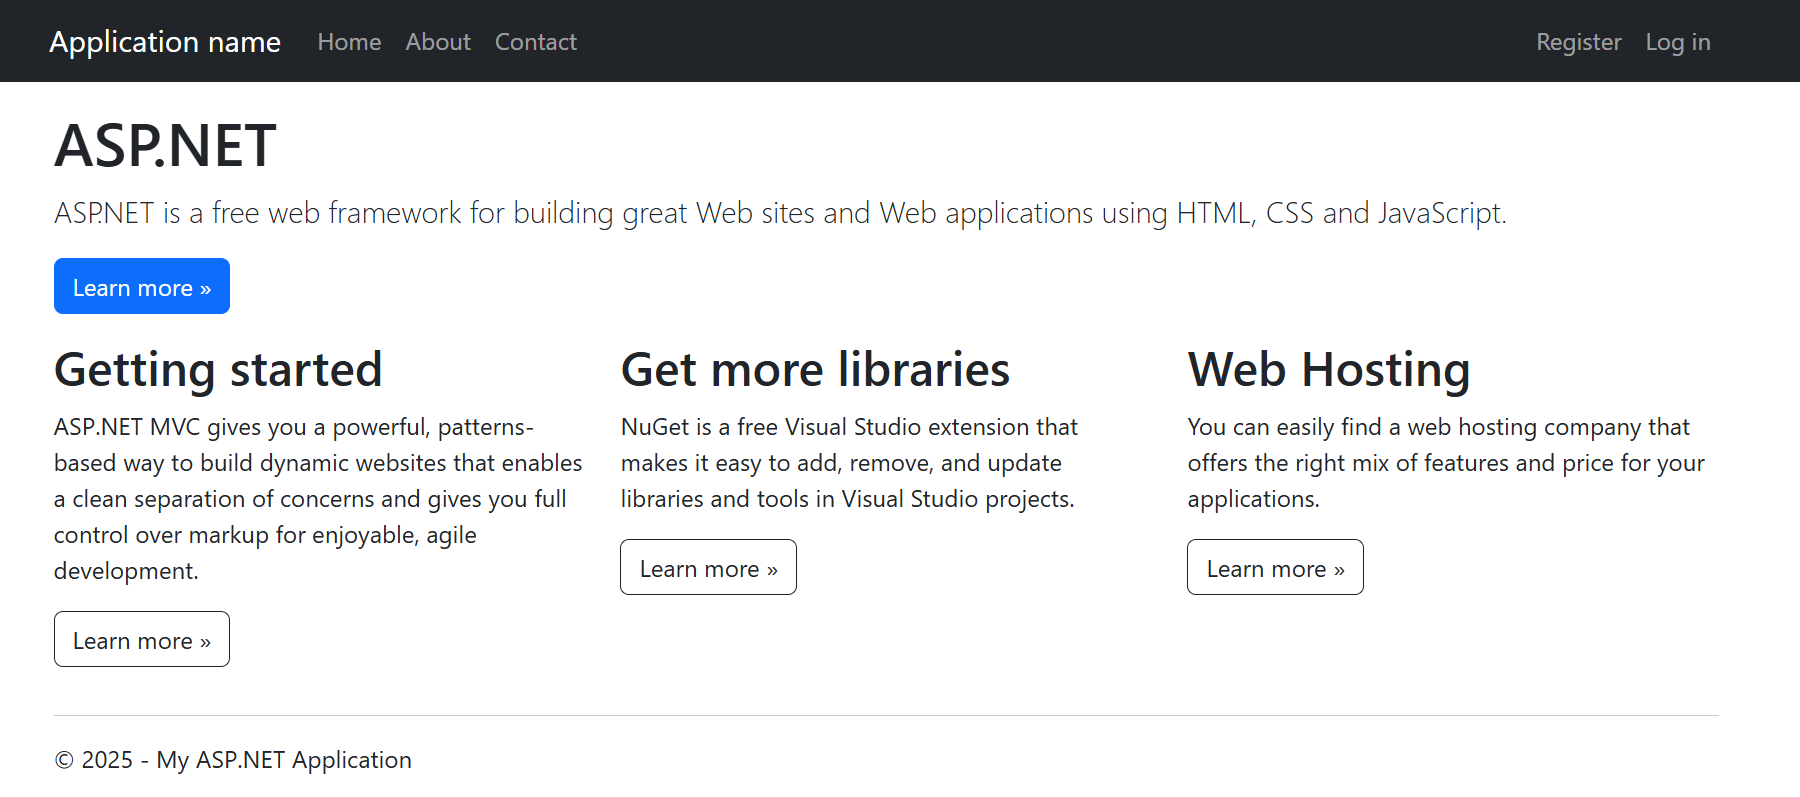 Application name Home About Contact Register Log in
ASP.NET
ASP.NET is a free web framework for building great Web sites and Web applications using HTML, CSS and JavaScript.
Learn more »
Getting started
ASP.NET MVC gives you a powerful, patterns-
based way to build dynamic websites that enables
a clean separation of concerns and gives you full
control over markup for enjoyable, agile
development.
Learn more »
Get more libraries
NuGet is a free Visual Studio extension that
makes it easy to add, remove, and update
libraries and tools in Visual Studio projects.
Learn more »
Web Hosting
You can easily find a web hosting company that
offers the right mix of features and price for your
applications.
Learn more »
© 2025 - My ASP.NET Application